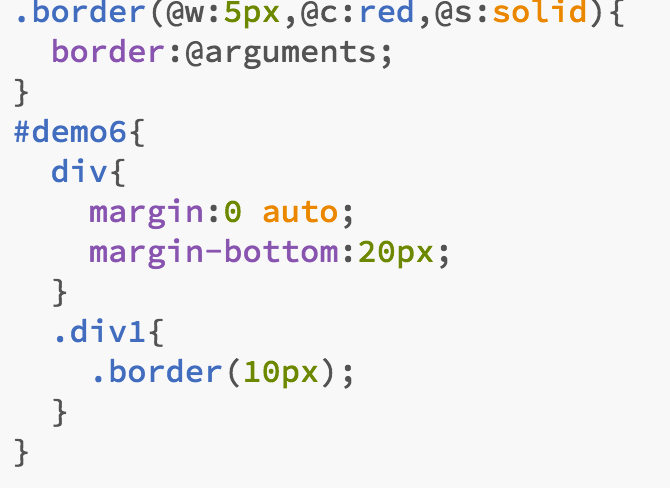 .border(@w:5px,@c:red,@s:solid){
  border:@arguments;
}
#demo6{
  div{
    margin:0 auto;
    margin-bottom:20px;
  }
  .div1{
    .border(10px);
  }
}